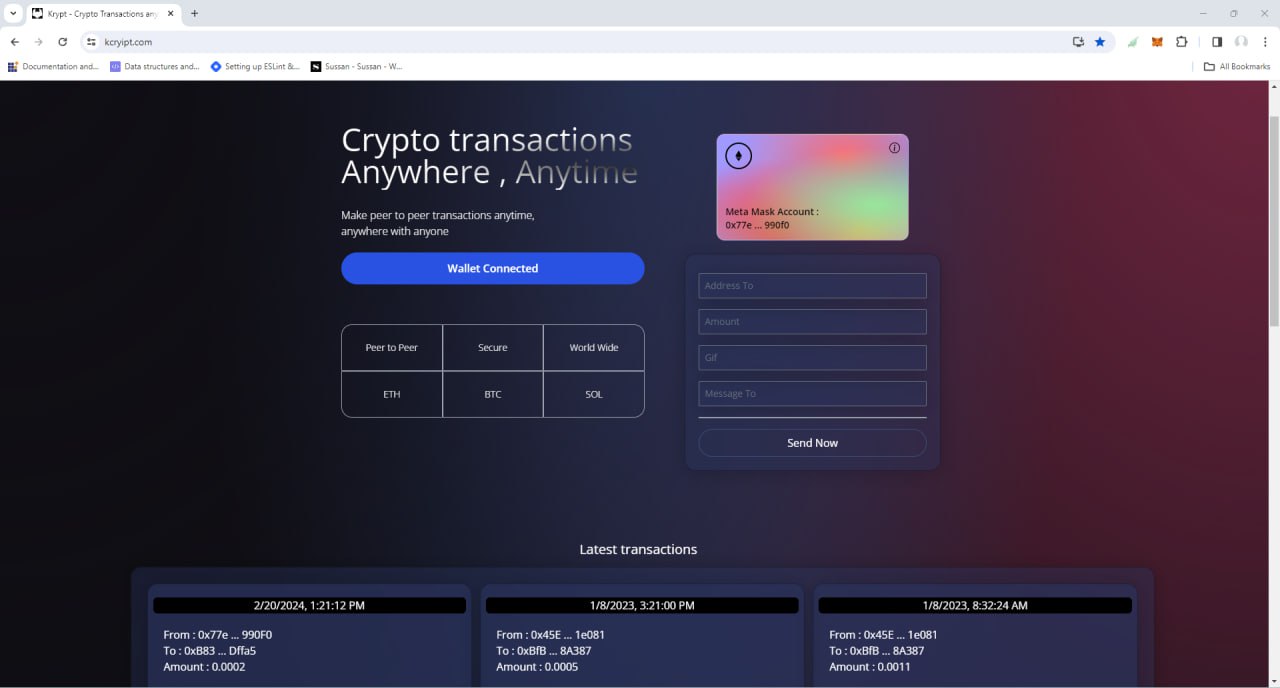 Krypt - Crypto Transactions any
kcryipt.com
Documentation and...
Data structures and...
Setting up ESLint &...
Sussan - Sussan - W...
All Bookmarks
Crypto transactions
Anywhere , Anytime
Make peer to peer transactions anytime,
anywhere with anyone
Wallet Connected
Peer to Peer
Secure
World Wide
ETH
BTC
SOL
Meta Mask Account :
0x77e ... 990f0
Address To
Amount
Gif
Message To
Send Now
Latest transactions
2/20/2024, 1:21:12 PM
From : 0x77e ... 990F0
To : 0xB83 ... Dffa5
Amount : 0.0002
1/8/2023, 3:21:00 PM
From : 0x45E ... 1e081
To : 0xBfB ... 8A387
Amount : 0.0005
1/8/2023, 8:32:24 AM
From : 0x45E ... 1e081
To : 0xBfB ... 8A387
Amount : 0.0011